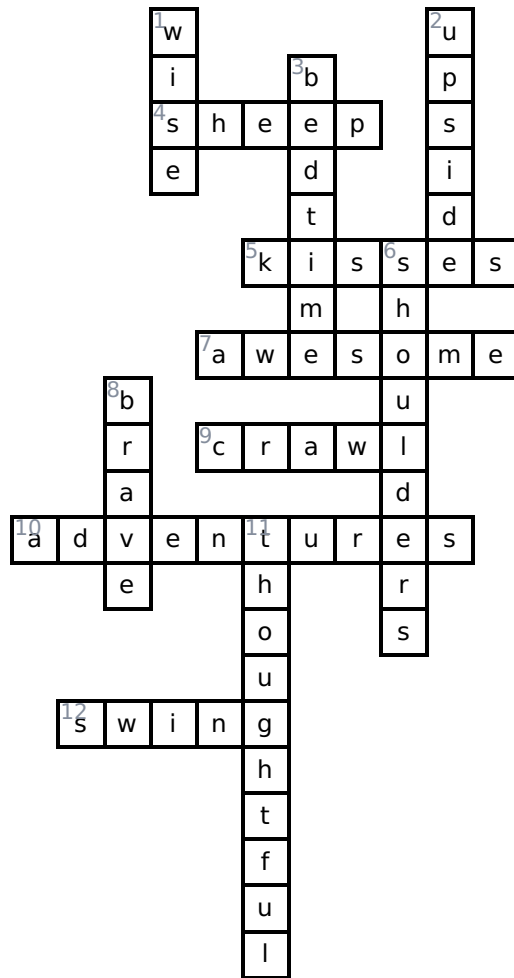 1 w 2 u
i 3 b p
4 s h e e p s
e d i
t d
5 k i s 6 s e s
m h
7 a w e s o m e
8 b u
r 9 c r a w l
a d
10 a d v e n 11 t u r e s
e h r
o s
u
12 s w i n g
h
t
f
u
l